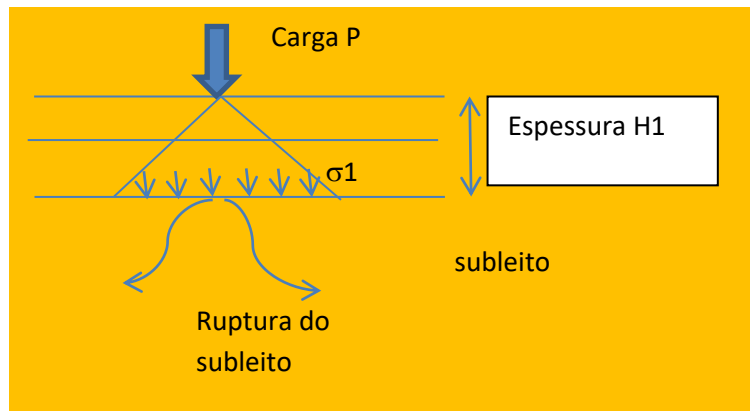 Carga P
Espessura H1
σ1
subleito
Ruptura do
subleito